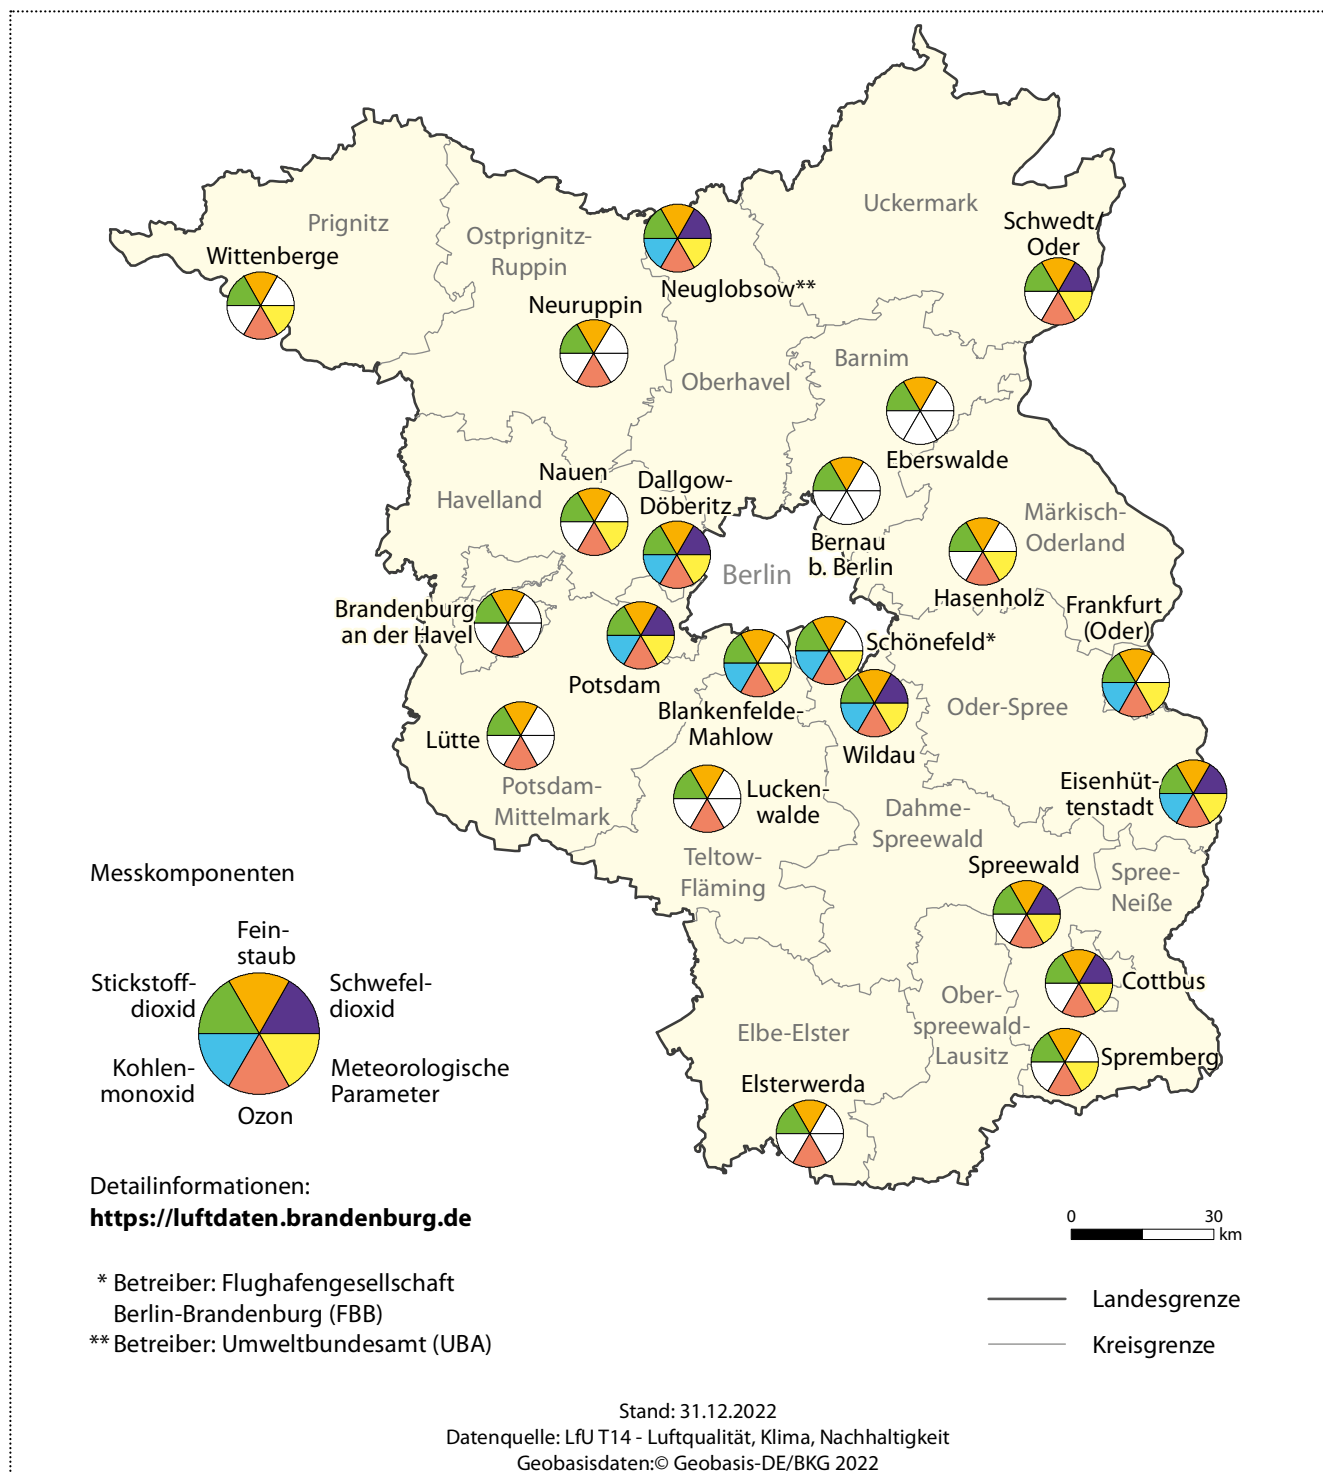 Uckermark
Prignitz
Schwedt/
Oder
Ostprignitz-
Ruppin
Wittenberge
Neuglobsow**
Neuruppin
Barnim
Oberhavel
Eberswalde
Nauen
Dallgow-
Döberitz
Havelland
Märkisch-
Oderland
Bernau
b. Berlin
Berlin
Hasenholz
Frankfurt
(Oder)
Brandenburg
an der Havel
Schönefeld*
Potsdam
Blankenfelde-
Mahlow
Oder-Spree
Lütte
Wildau
Eisenhüt-
tenstadt
Potsdam-
Mittelmark
Lucken-
walde
Dahme-
Spreewald
Teltow-
Fläming
Spreewald
Spree-
Neiße
Cottbus
Ober-
spreewald-
Lausitz
Elbe-Elster
Spremberg
Elsterwerda
Messkomponenten
Fein-
staub
Stickstoff-
dioxid
Schwefel-
dioxid
Kohlen-
monoxid
Meteorologische
Parameter
Ozon
Detailinformationen:
https://luftdaten.brandenburg.de
* Betreiber: Flughafengesellschaft
Berlin-Brandenburg (FBB)
** Betreiber: Umweltbundesamt (UBA)
0 30
km
Landesgrenze
Kreisgrenze
Stand: 31.12.2022
Datenquelle: LfU T14 - Luftqualität, Klima, Nachhaltigkeit
Geobasisdaten:© Geobasis-DE/BKG 2022